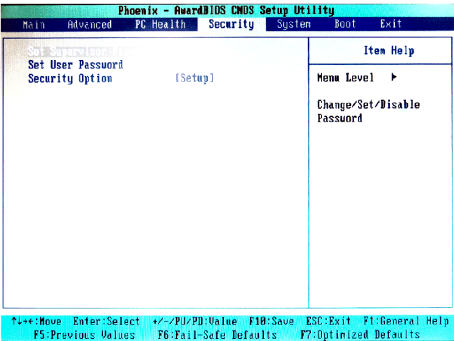 Phoenix - AwardBIOS CMOS Setup Utility
Main Advanced PC Health Security System Boot Exit
Set Supervisor
Item Help
Set User Password
Security Option [Setup]
Menu Level ▶
Change/Set/Disable
Password
↑↓→←:Move Enter:Select +/-/PU/PD:Value F10:Save ESC:Exit F1:General Help
F5:Previous Values F6:Fail-Safe Defaults F7:Optimized Defaults